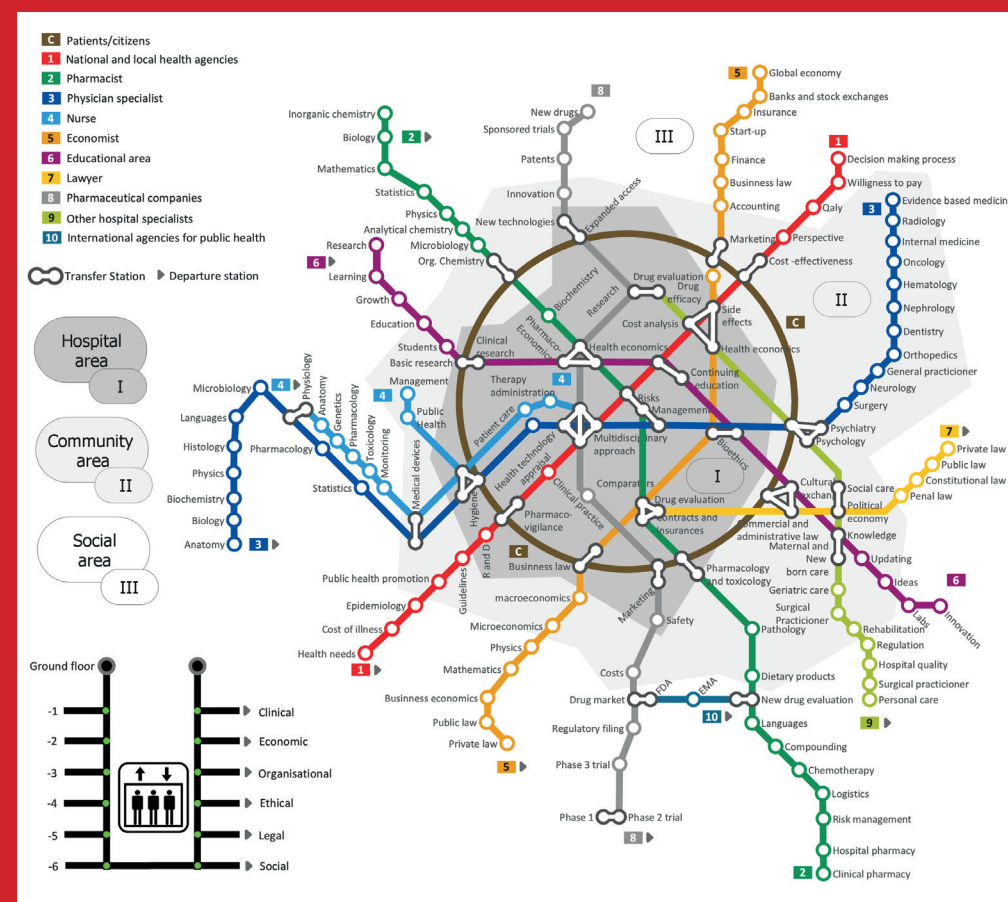 C Patients/citizens
1 National and local health agencies
2 Pharmacist
3 Physician specialist
4 Nurse
5 Economist
6 Educational area
7 Lawyer
8 Pharmaceutical companies
9 Other hospital specialists
10 International agencies for public health
Transfer Station
Departure station
Hospital
area
I
Community
area
II
Social
area
III
Inorganic chemistry
Biology
2
Mathematics
Statistics
Physics
Analytical chemistry
Microbiology
Org. Chemistry
Research
6
Learning
Growth
Education
Students
Basic research
Clinical
research
8
New drugs
Sponsored trials
Patents
Innovation
New technologies
Expanded access
III
5
Global economy
Banks and stock exchanges
Insurance
Start-up
Finance
Business law
Accounting
Marketing
1
Decision making process
Willigness to pay
Qaly
Perspective
Cost -effectiveness
3
Evidence based medicin
Radiology
Internal medicine
Oncology
Hematology
Nephrology
Dentistry
Orthopedics
General practitioner
Neurology
Surgery
Psychiatry
Psychology
II
C
Biochemistry
Research
Drug evaluation
Drug
efficacy
Side
effects
Cost analysis
Health economics
Pharmaco-
Economics
Health economics
Continuing
education
Therapy
administration
4
Risks
Management
Multidisciplinary
approach
Bioethics
I
Management
4
Public
Health
Patient care
Health technology
appraisal
Microbiology
4
Physiology
Anatomy
Genetics
Pharmacology
Toxicology
Monitoring
Medical devices
Hygiene
Languages
Histology
Physics
Biochemistry
Biology
Anatomy
3
Pharmacology
Statistics
Clinical practice
Comparators
Drug evaluation
Contracts and
Insurances
Cultural
exchan.
Commercial and
administrative law
Social care
Political
economy
Knowledge
7
Private law
Public law
Constitutional law
Penal law
Maternal and
New
born care
Updating
Ideas
Labs
Innovation
6
Geriatric care
Surgical
Practitioner
Rehabilitation
Regulation
Hospital quality
Surgical practitioner
Personal care
9
Pharmaco-
vigilance
R and D
Guidelines
Public health promotion
Epidemiology
Cost of illness
Health needs
1
C
Business law
macroeconomics
Microeconomics
Physics
Mathematics
Businness economics
Public law
Private law
5
Marketing
Safety
Costs
Drug market
FDA
EMA
10
New drug evaluation
Regulatory filing
Phase 3 trial
Phase 1
Phase 2 trial
8
Pharmacology
and toxicology
Pathology
Dietary products
Languages
Compounding
Chemotherapy
Logistics
Risk management
Hospital pharmacy
2
Clinical pharmacy
Ground floor
-1 Clinical
-2 Economic
-3 Organisational
-4 Ethical
-5 Legal
-6 Social